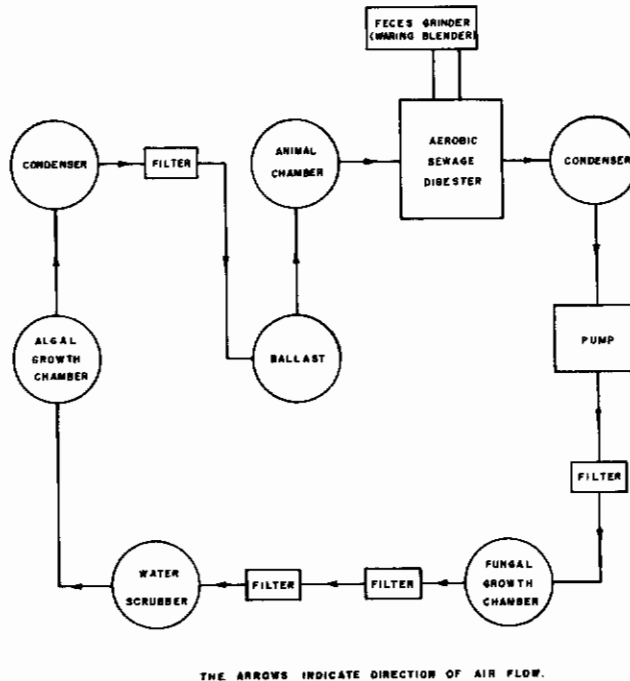 FECES GRINDER
(WARING BLENDER)
CONDENSER
FILTER
ANIMAL
CHAMBER
AEROBIC
SEWAGE
DIGESTER
CONDENSER
ALGAL
GROWTH
CHAMBER
BALLAST
PUMP
FILTER
WATER
SCRUBBER
FILTER
FILTER
FUNGAL
GROWTH
CHAMBER
THE ARROWS INDICATE DIRECTION OF AIR FLOW.